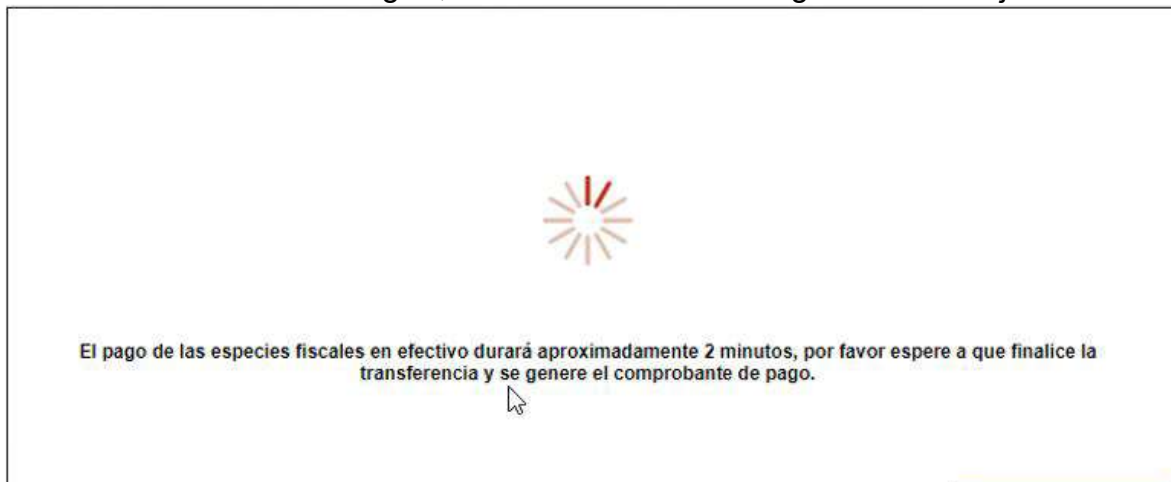 El pago de las especies fiscales en efectivo durará aproximadamente 2 minutos, por favor espere a que finalice la
transferencia y se genere el comprobante de pago.